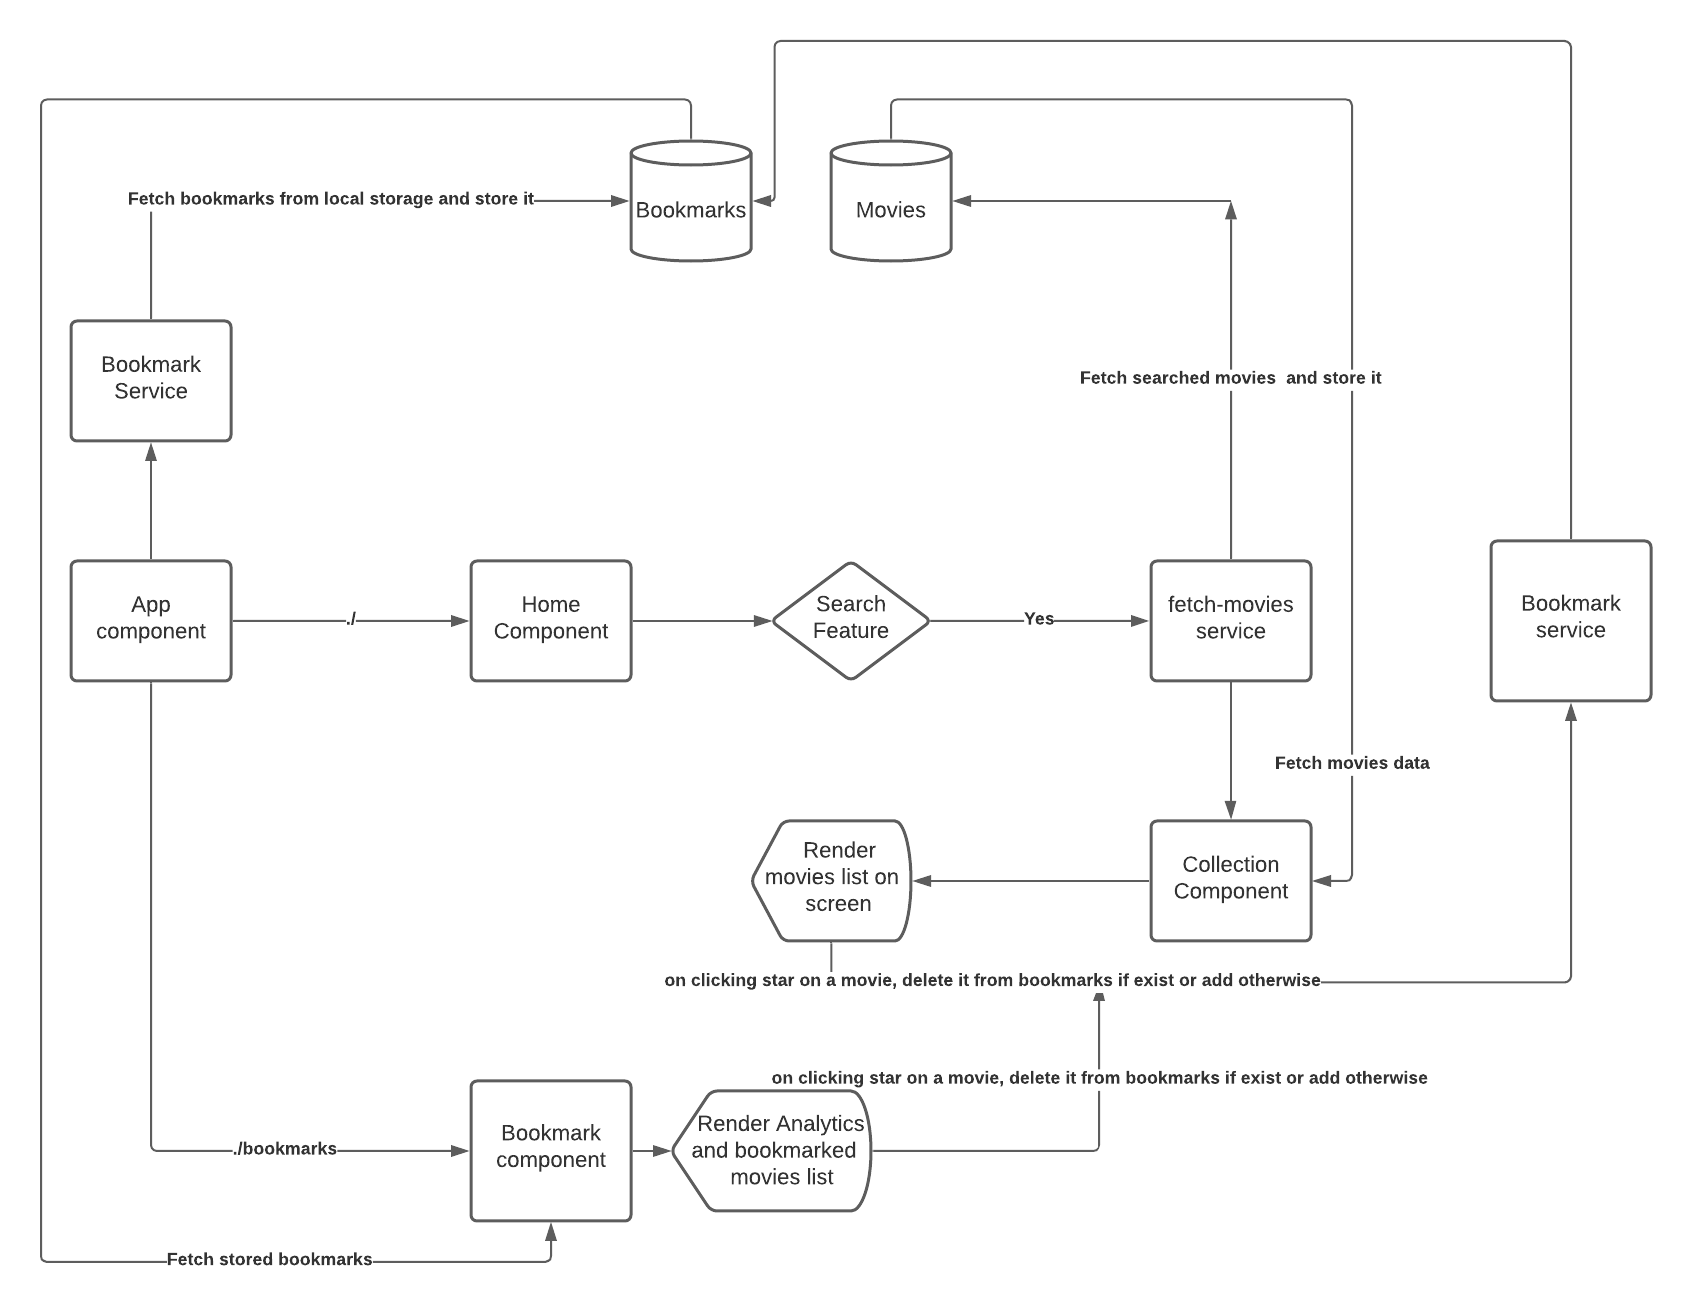 Fetch bookmarks from local storage and store it
Bookmarks
Movies
Bookmark
Service
Fetch searched movies  and store it
App
component
./
Home
Component
Search
Feature
Yes
fetch-movies
service
Bookmark
service
Fetch movies data
Render
movies list on
screen
Collection
Component
on clicking star on a movie, delete it from bookmarks if exist or add otherwise
on clicking star on a movie, delete it from bookmarks if exist or add otherwise
./bookmarks
Bookmark
component
Render Analytics
and bookmarked
movies list
Fetch stored bookmarks